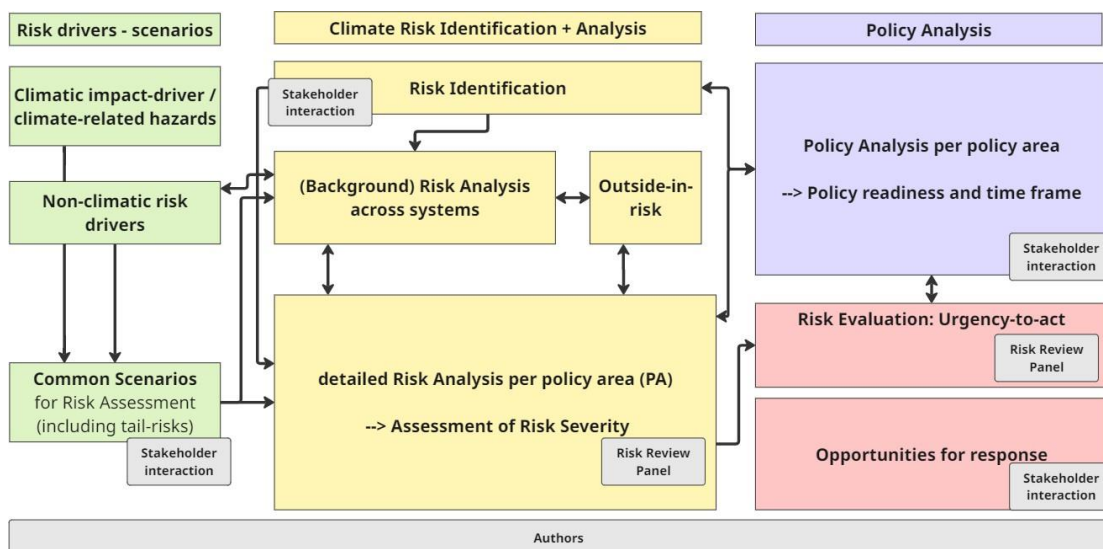 Risk drivers - scenarios
Climatic impact-driver /
climate-related hazards
Non-climatic risk
drivers
Common Scenarios
for Risk Assessment
(including tail-risks)
Stakeholder
interaction
Climate Risk Identification + Analysis
Risk Identification
Stakeholder
interaction
(Background) Risk Analysis
across systems
Outside-in-
risk
detailed Risk Analysis per policy area (PA)
--> Assessment of Risk Severity
Risk Review
Panel
Policy Analysis
Policy Analysis per policy area
--> Policy readiness and time frame
Stakeholder
interaction
Risk Evaluation: Urgency-to-act
Risk Review
Panel
Opportunities for response
Stakeholder
interaction
Authors